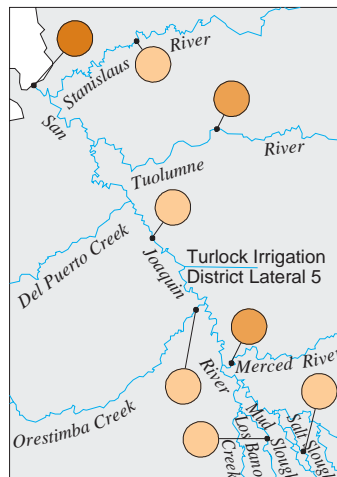 Stanislaus River
San
Tuolumne River
Del Puerto Creek
Joaquin
Turlock Irrigation
District Lateral 5
River
Merced River
Orestimba Creek
Mud Slough
Salt Slough
Los Bano
Creek